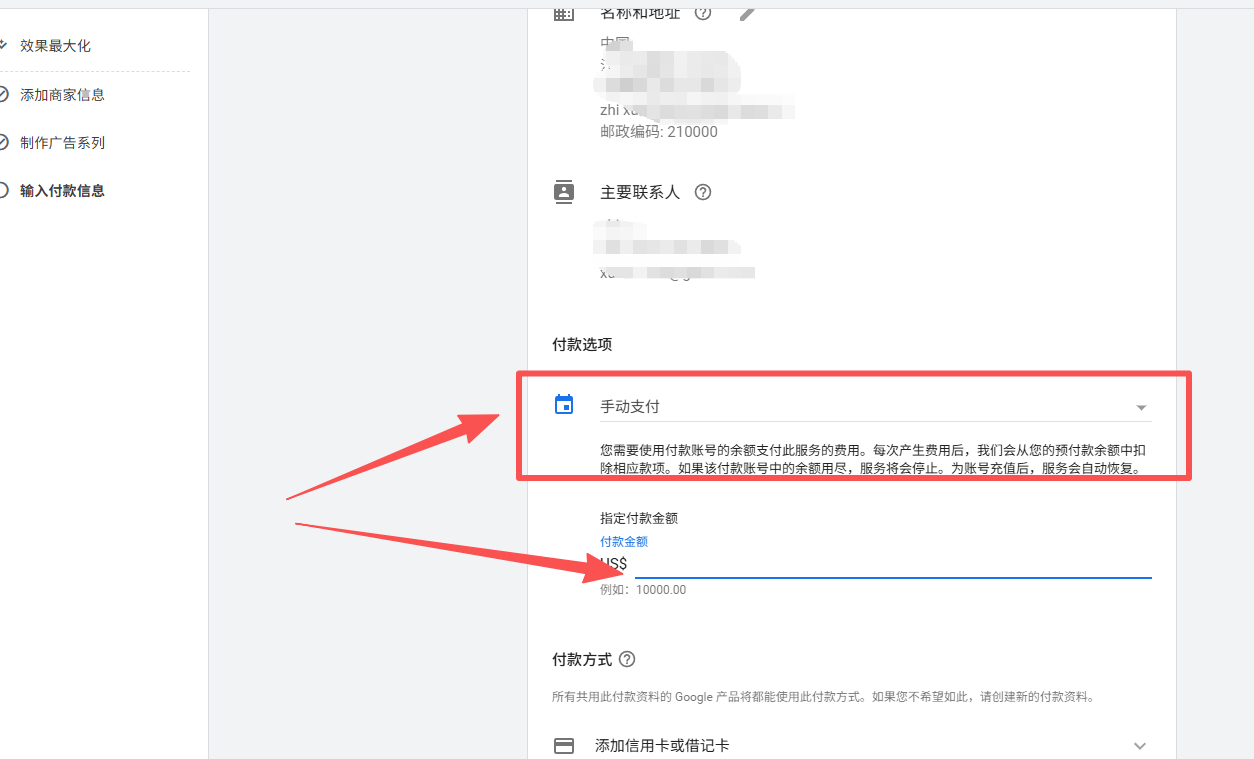 名称和地址
效果最大化
添加商家信息
制作广告系列
输入付款信息
中国
zhi
邮政编码: 210000
主要联系人
付款选项
手动支付
您需要使用付款账号的余额支付此服务的费用。每次产生费用后，我们会从您的预付款余额中扣
除相应款项。如果该付款账号中的余额用尽，服务将会停止。为账号充值后，服务会自动恢复。
指定付款金额
付款金额
US$
例如：10000.00
付款方式
所有共用此付款资料的 Google 产品将都能使用此付款方式。如果您不希望如此，请创建新的付款资料。
添加信用卡或借记卡